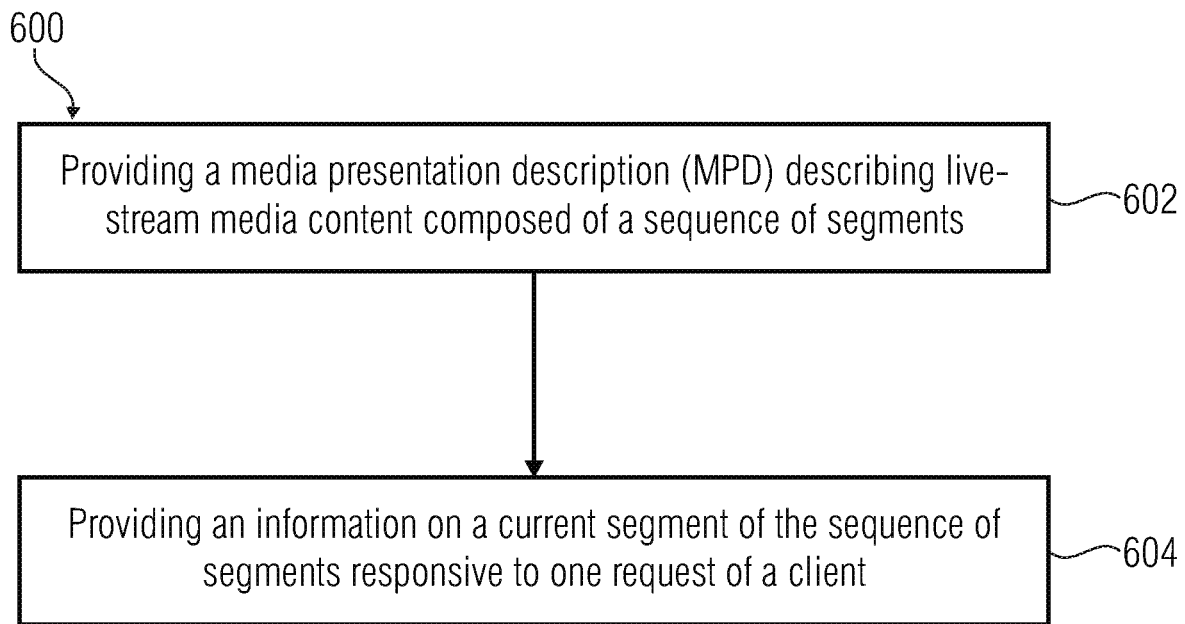 600
Providing a media presentation description (MPD) describing live-
stream media content composed of a sequence of segments
602
Providing an information on a current segment of the sequence of
segments responsive to one request of a client
604